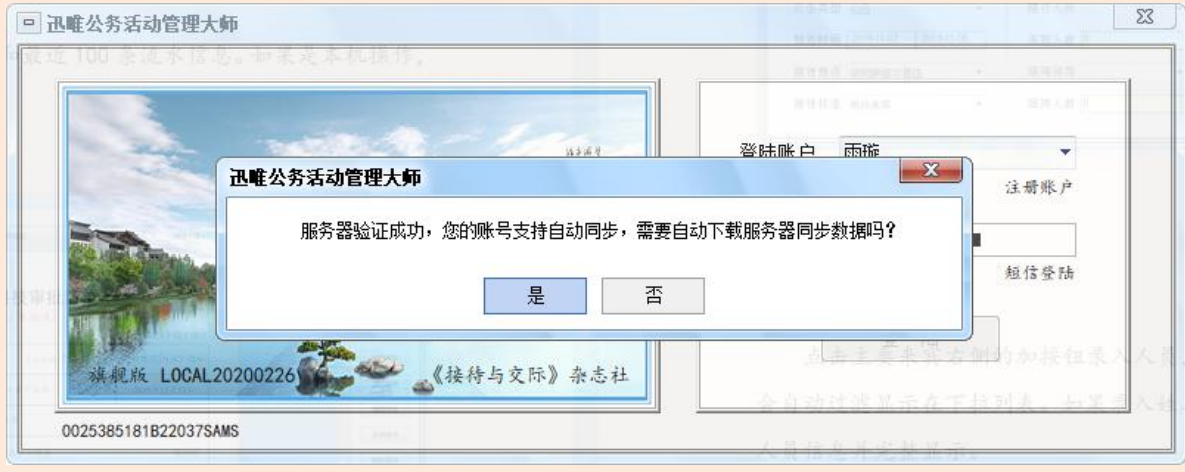 迅唯公务活动管理大师
最近 100 条流水信息。如果是本机操作,
登陆账户 雨璇
迅唯公务活动管理大师
注册账户
服务器验证成功，您的账号支持自动同步，需要自动下载服务器同步数据吗?
短信登陆
是 否
点击主要来宾右侧的加按钮录入人员,
旗舰版 LOCAL20200226 《接待与交际》杂志社
会自动过滤显示在下拉列表。如果录入姓
0025385181B22037SAMS
人员信息并完整显示。